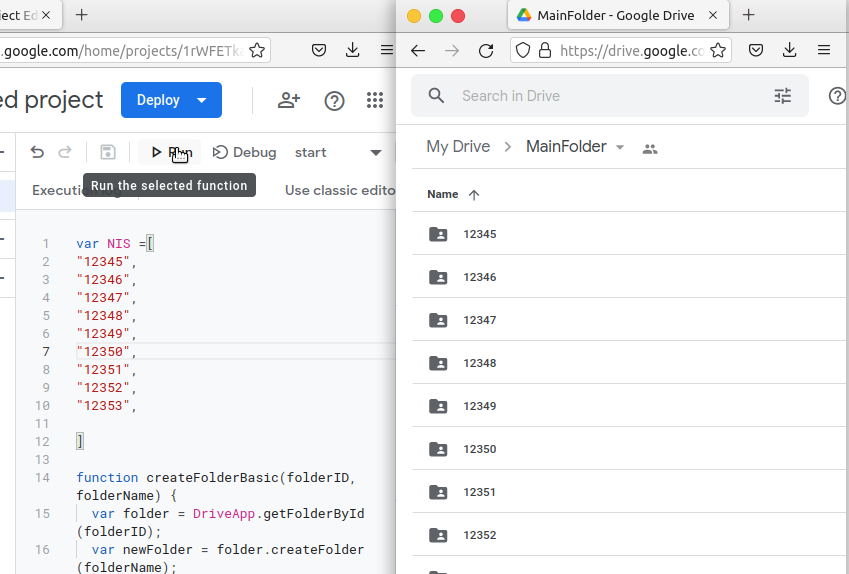 ject Ed
.google.com/home/projects/1rWFETk
ed project
Deploy
Run
Debug
start
Executi
Use classic edito
Run the selected function
1 var NIS =[
2 "12345",
3 "12346",
4 "12347",
5 "12348",
6 "12349",
7 "12350",
8 "12351",
9 "12352",
10 "12353",
11
12 ]
13
14 function createFolderBasic(folderID,
folderName) {
15 var folder = DriveApp.getFolderById
(folderID);
16 var newFolder = folder.createFolder
(folderName);
MainFolder - Google Drive
https://drive.google.co
Search in Drive
My Drive > MainFolder
Name
12345
12346
12347
12348
12349
12350
12351
12352